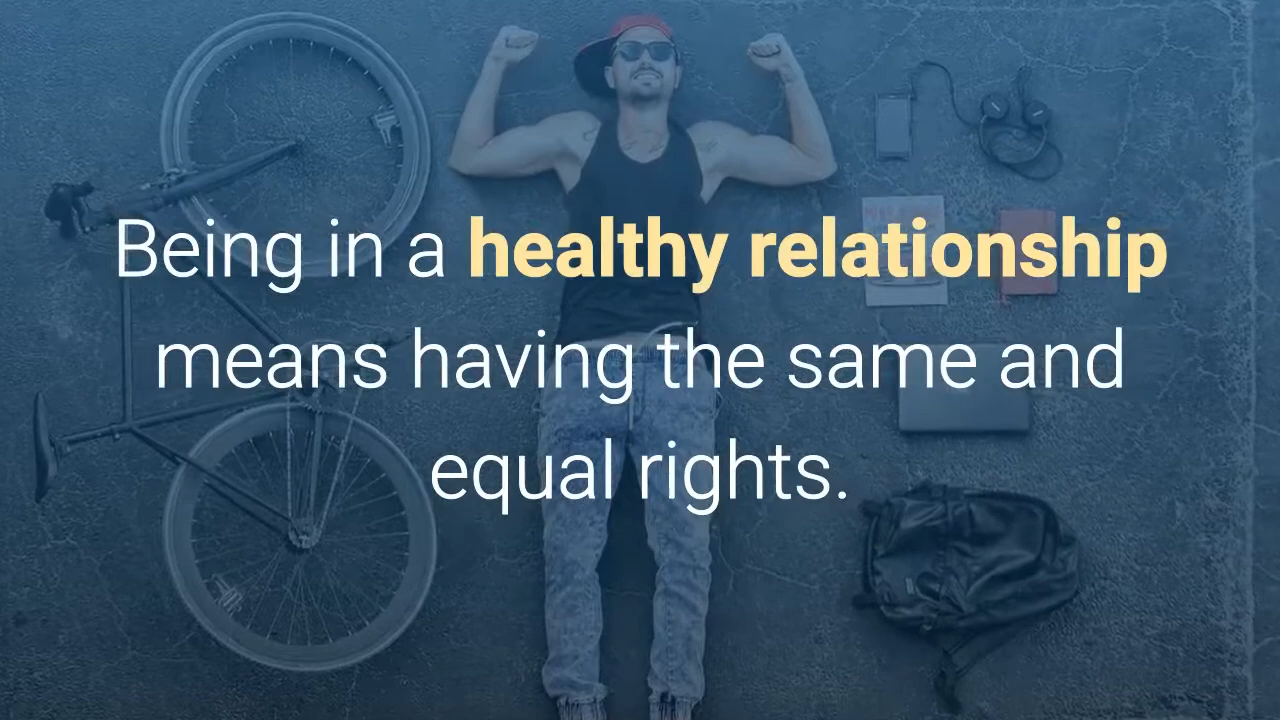 Being in a healthy relationship
means having the same and
equal rights.